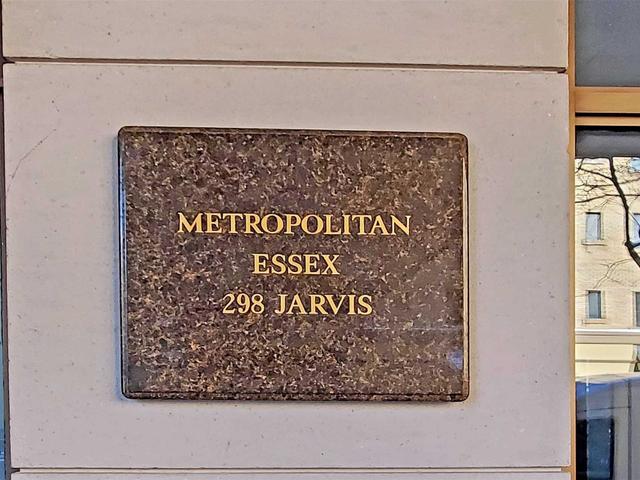 METROPOLITAN
ESSEX
298 JARVIS